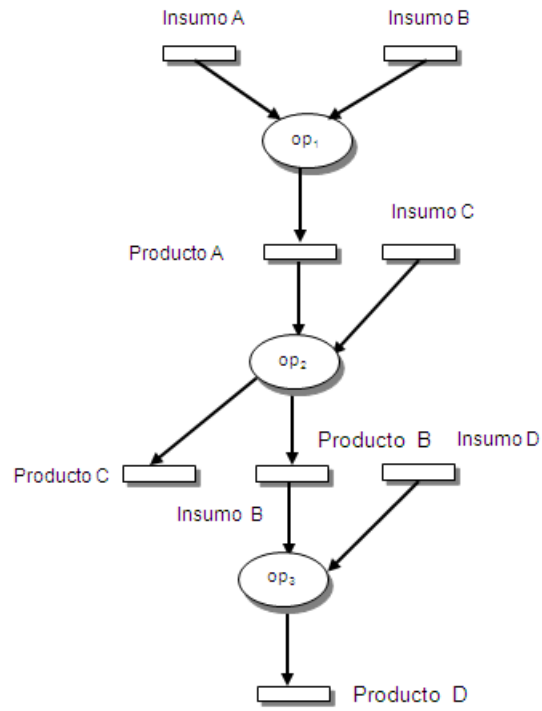 Insumo A
Insumo B
op₁
Insumo C
Producto A
op₂
Producto B
Insumo D
Producto C
Insumo B
op₃
Producto D